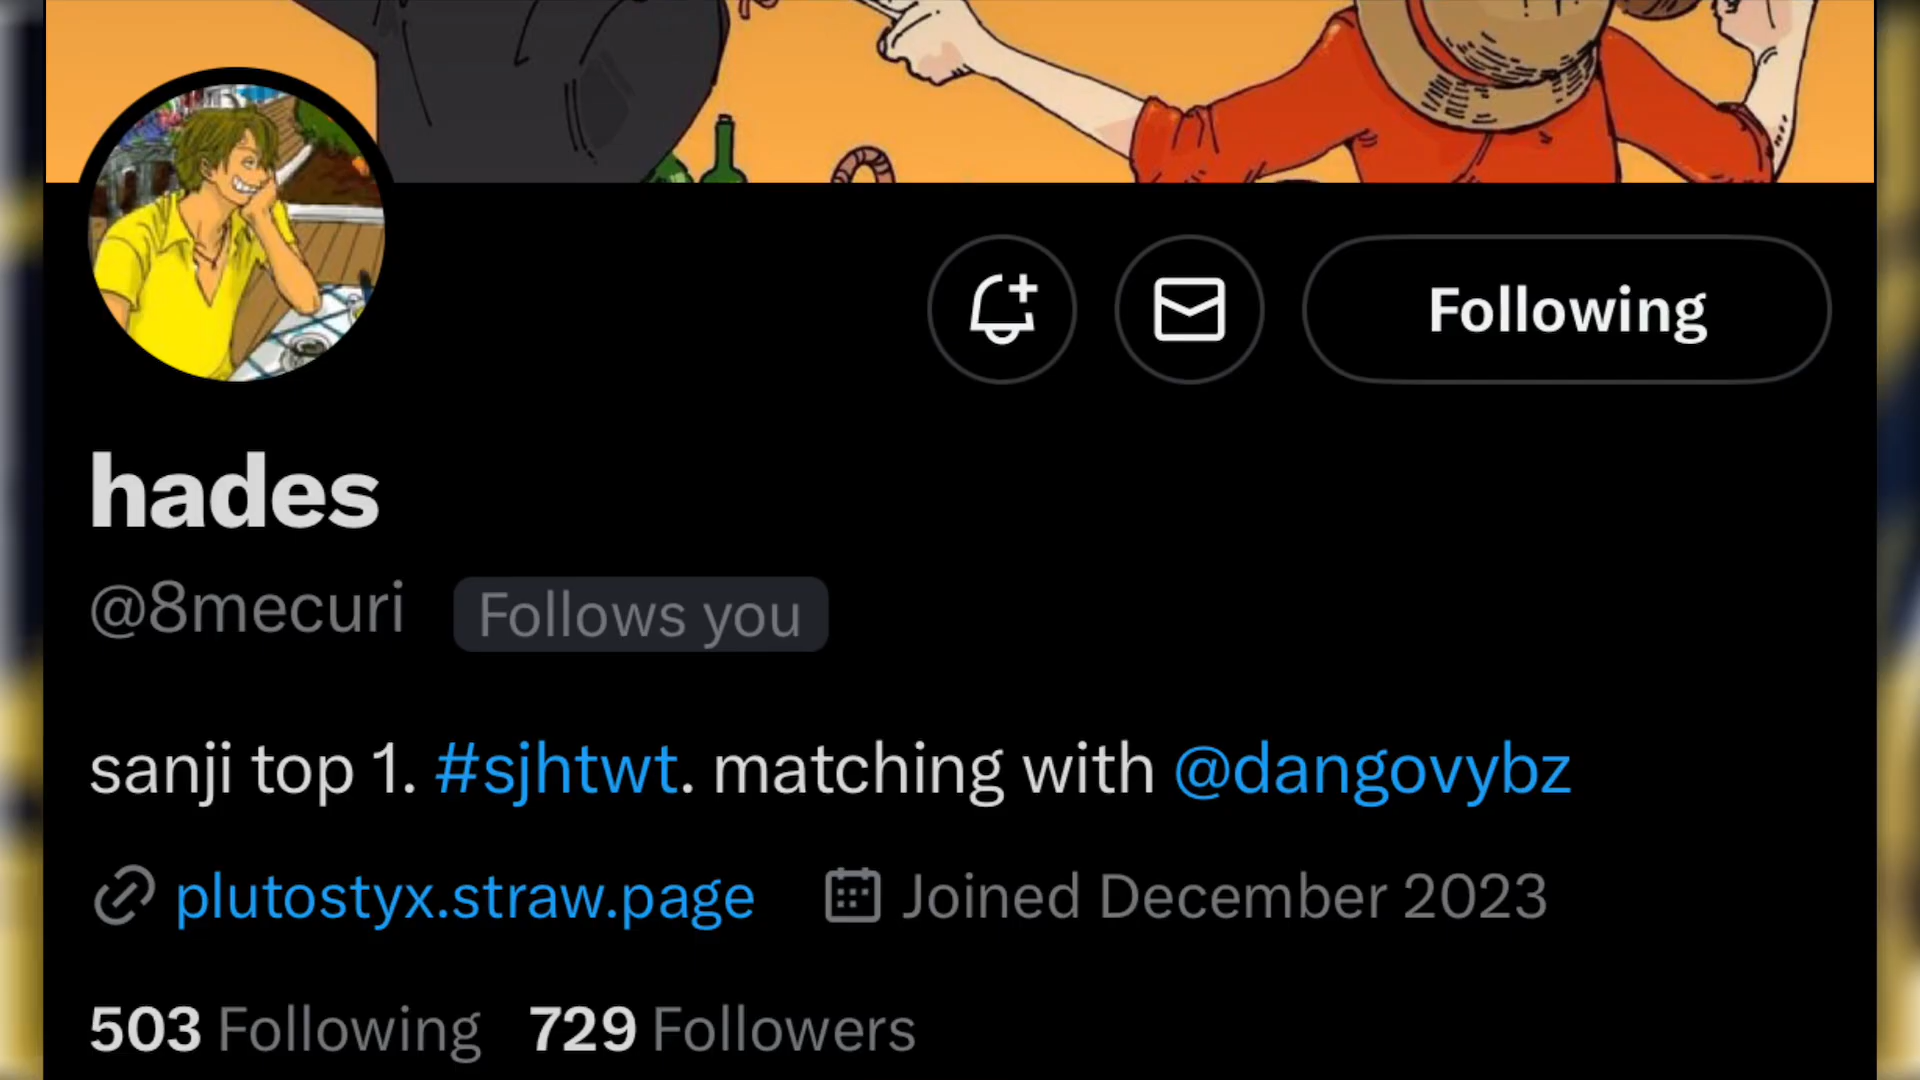 Following
hades
@8mecuri Follows you
sanji top 1. #sjhtwt. matching with @dangovybz
plutostyx.straw.page Joined December 2023
503 Following 729 Followers